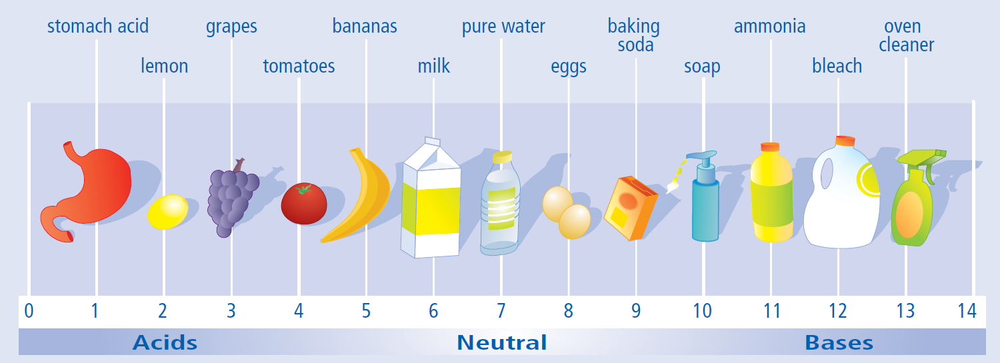 stomach acid grapes bananas pure water baking soda ammonia oven cleaner
lemon tomatoes milk eggs soap bleach
0 1 2 3 4 5 6 7 8 9 10 11 12 13 14
Acids Neutral Bases